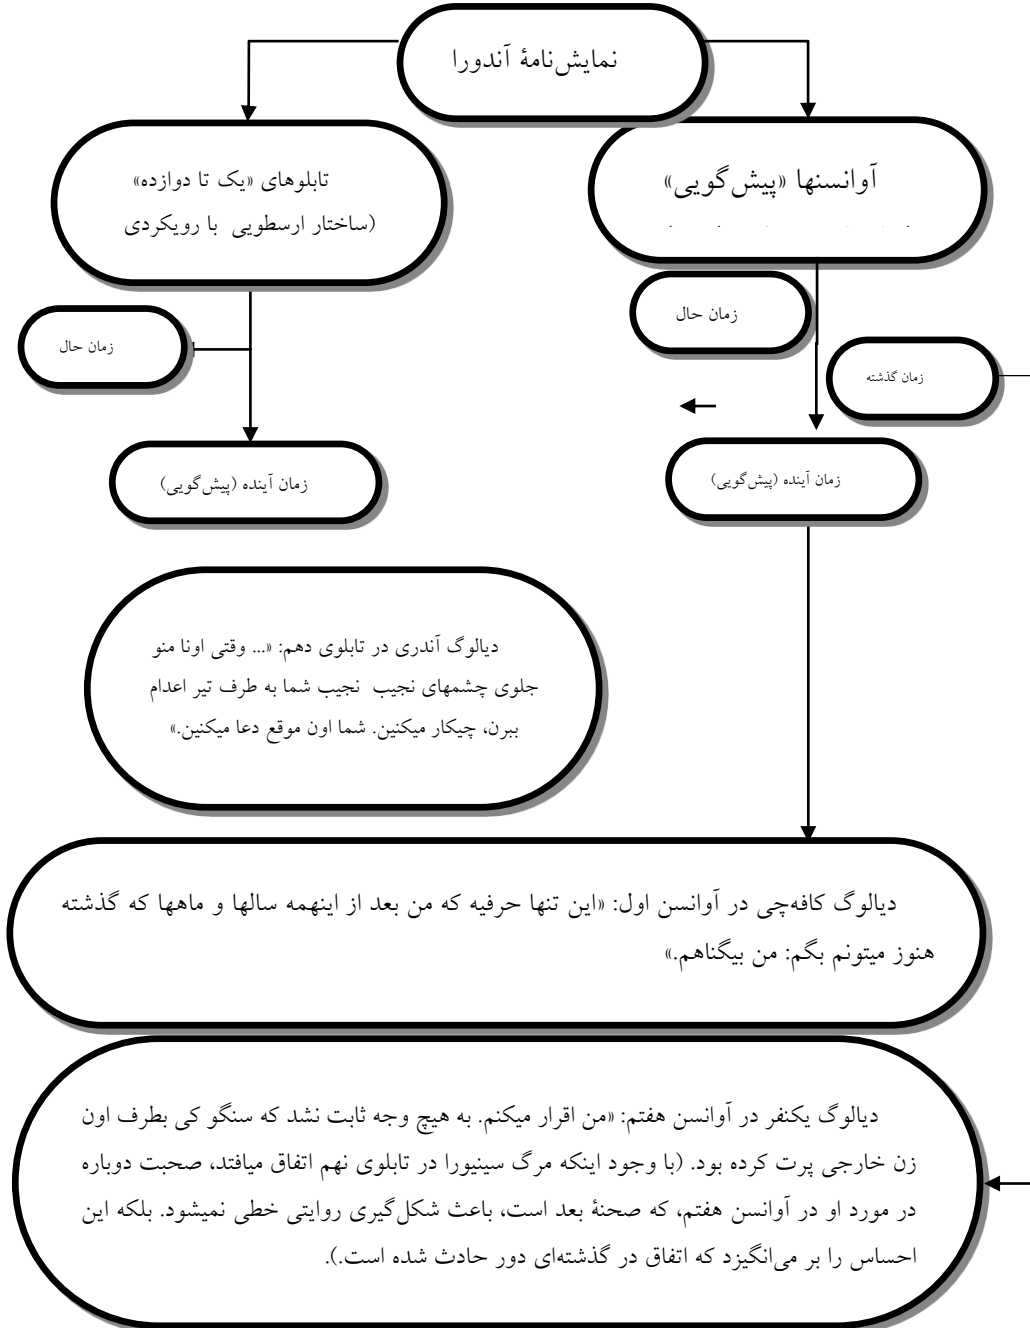 نمایش‌نامهٔ آندورا
آوانسنها «پیش‌گویی»
تابلوهای «یک تا دوازده»
(ساختار ارسطویی با رویکردی
زمان حال
زمان گذشته
زمان حال
زمان آینده (پیش‌گویی)
زمان آینده (پیش‌گویی)
دیالوگ آندری در تابلوی دهم: «... وقتی اونا منو
جلوی چشمهای نجیب نجیب شما به طرف تیر اعدام
ببرن، چیکار میکنین. شما اون موقع دعا میکنین.»
دیالوگ کافه‌چی در آوانسن اول: «این تنها حرفیه که من بعد از اینهمه سالها و ماهها که گذشته
هنوز میتونم بگم: من بیگناهم.»
دیالوگ یکنفر در آوانسن هفتم: «من اقرار میکنم. به هیچ وجه ثابت نشد که سنگو کی بطرف اون
زن خارجی پرت کرده بود. (با وجود اینکه مرگ سینیورا در تابلوی نهم اتفاق میافتد، صحبت دوباره
در مورد او در آوانسن هفتم، که صحنهٔ بعد است، باعث شکل‌گیری روایتی خطی نمیشود. بلکه این
احساس را بر می‌انگیزد که اتفاق در گذشته‌ای دور حادث شده است.).